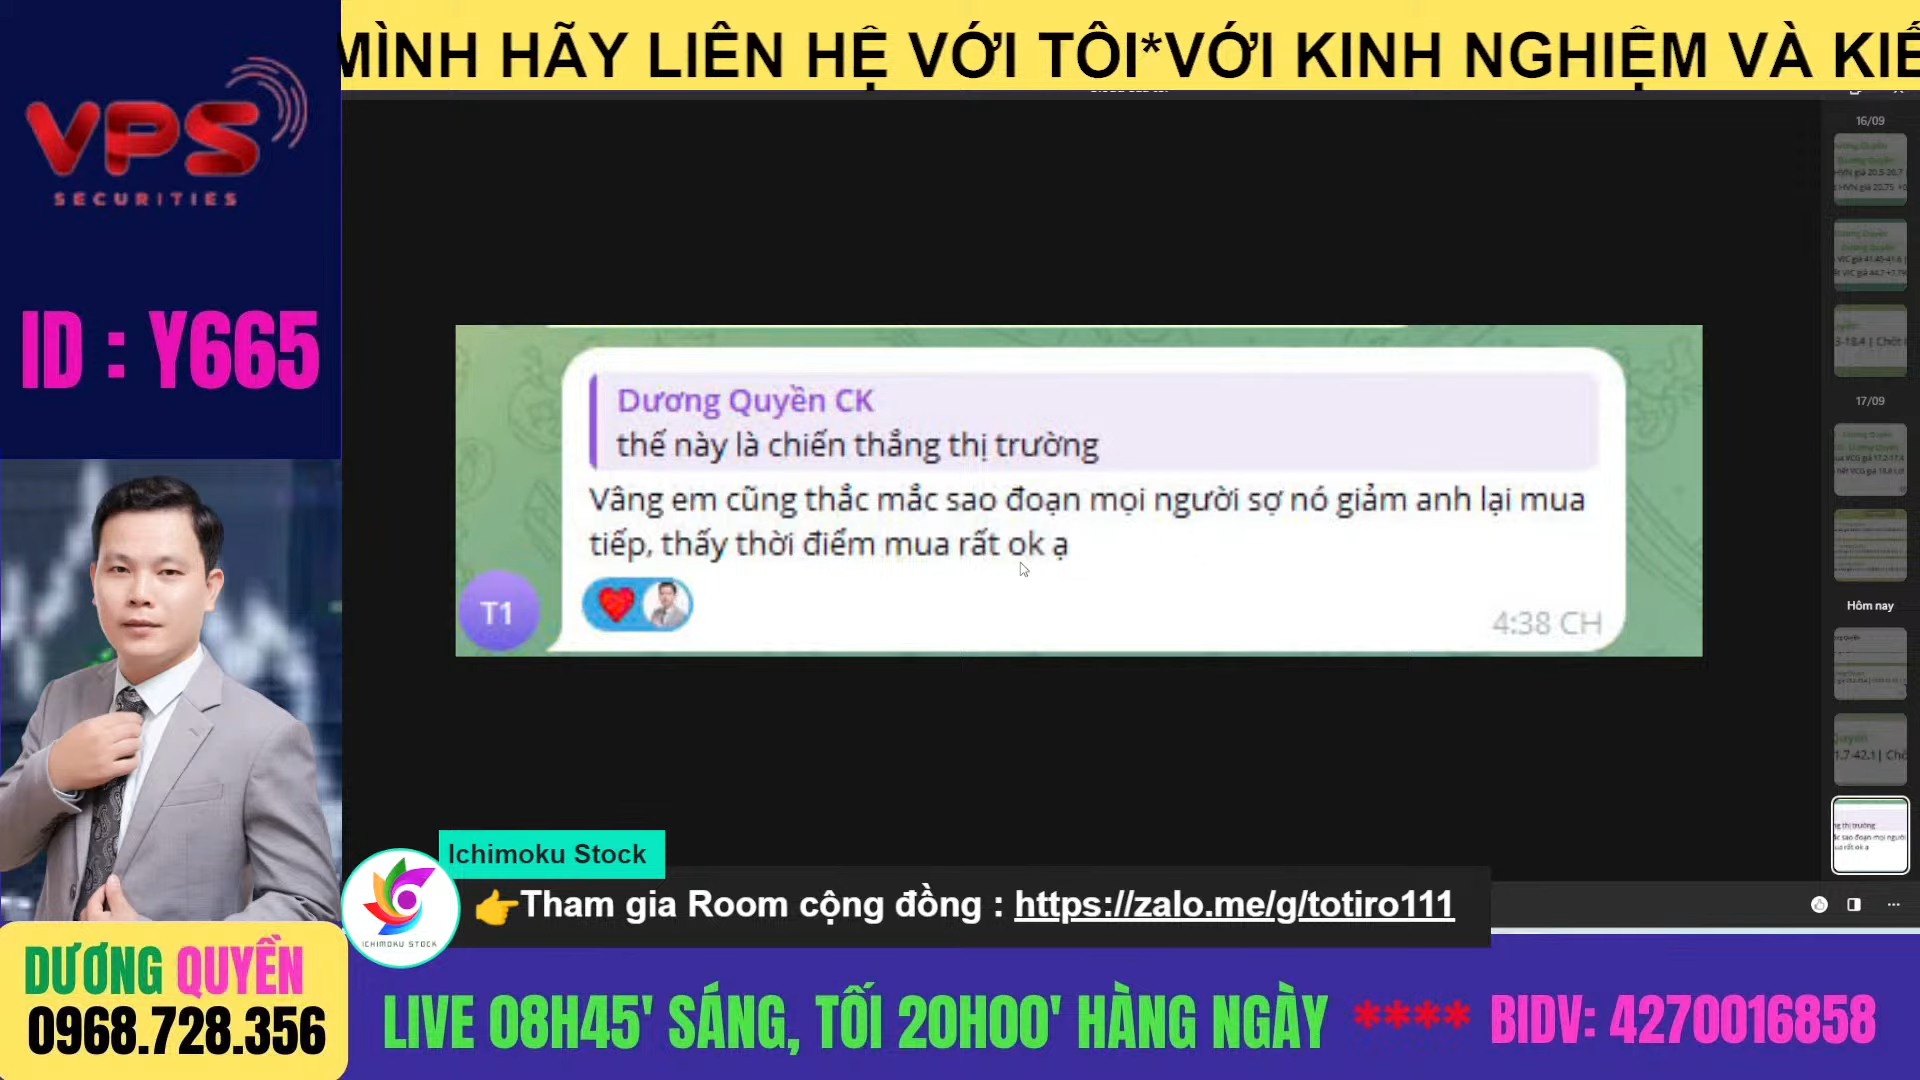 MÌNH HÃY LIÊN HỆ VỚI TÔI*VỚI KINH NGHIỆM VÀ
VPS
SECURITIES
ID : Y665
16/09
17/09
Hôm nay
Dương Quyền CK
thế này là chiến thắng thị trường
Vâng em cũng thắc mắc sao đoạn mọi người sợ nó giảm anh lại mua
tiếp, thấy thời điểm mua rất ok ạ
T1
4:38 CH
Ichimoku Stock
👉Tham gia Room cộng đồng : https://zalo.me/g/totiro111
ICHIMOKU STOCK
DƯƠNG QUYỀN
0968.728.356
LIVE 08H45' SÁNG, TỐI 20H00' HÀNG NGÀY **** BIDV: 4270016858